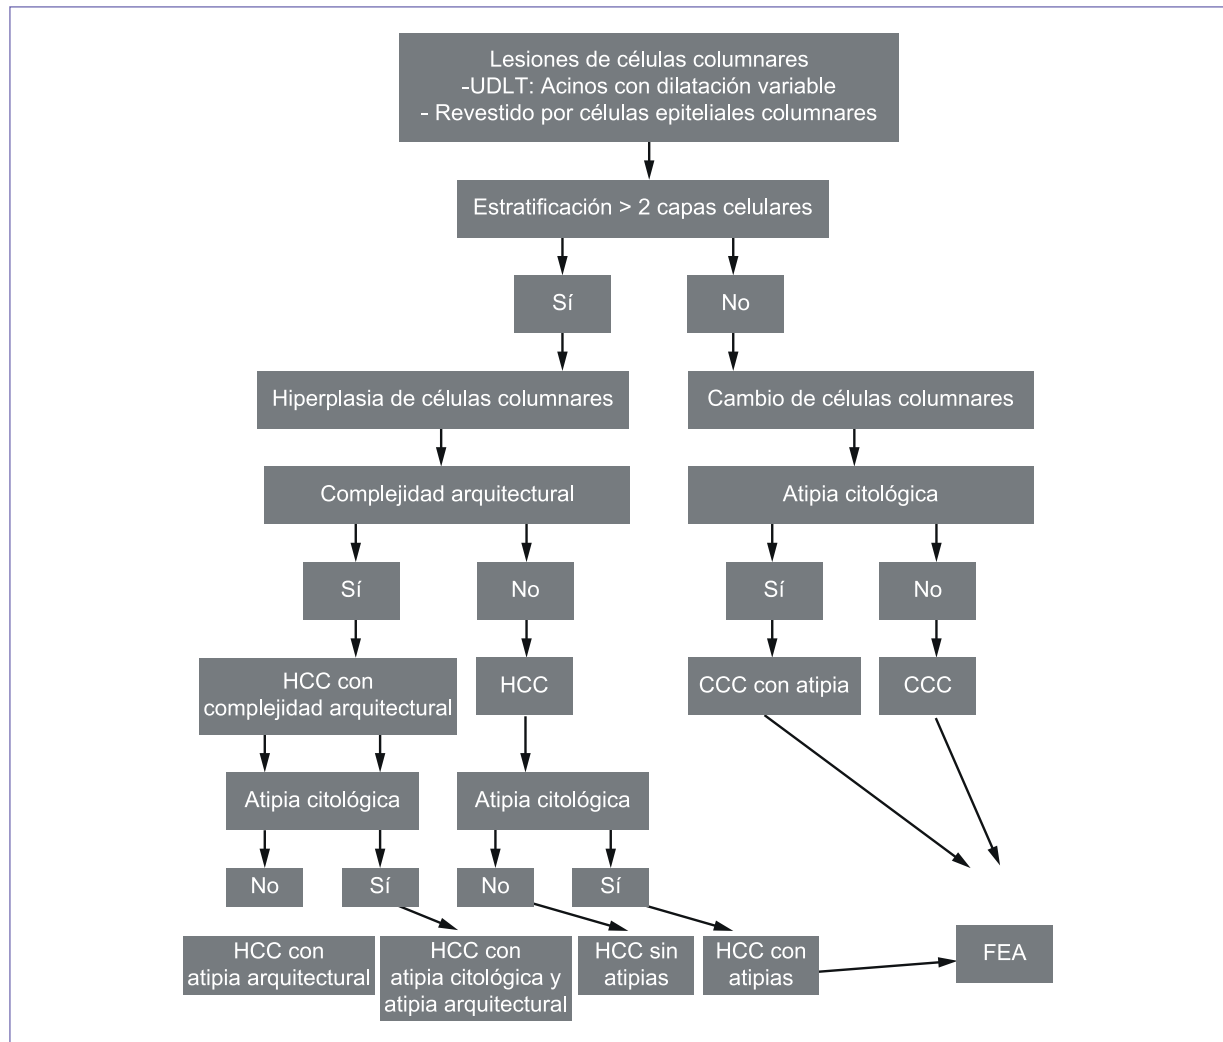 Lesiones de células columnares
-UDLT: Acinos con dilatación variable
- Revestido por células epiteliales columnares
Estratificación > 2 capas celulares
Sí
No
Hiperplasia de células columnares
Cambio de células columnares
Complejidad arquitectural
Atipia citológica
Sí
No
Sí
No
HCC con
complejidad arquitectural
HCC
CCC con atipia
CCC
Atipia citológica
Atipia citológica
No
Sí
No
Sí
HCC con
atipia arquitectural
HCC con
atipia citológica y
atipia arquitectural
HCC sin
atipias
HCC con
atipias
FEA